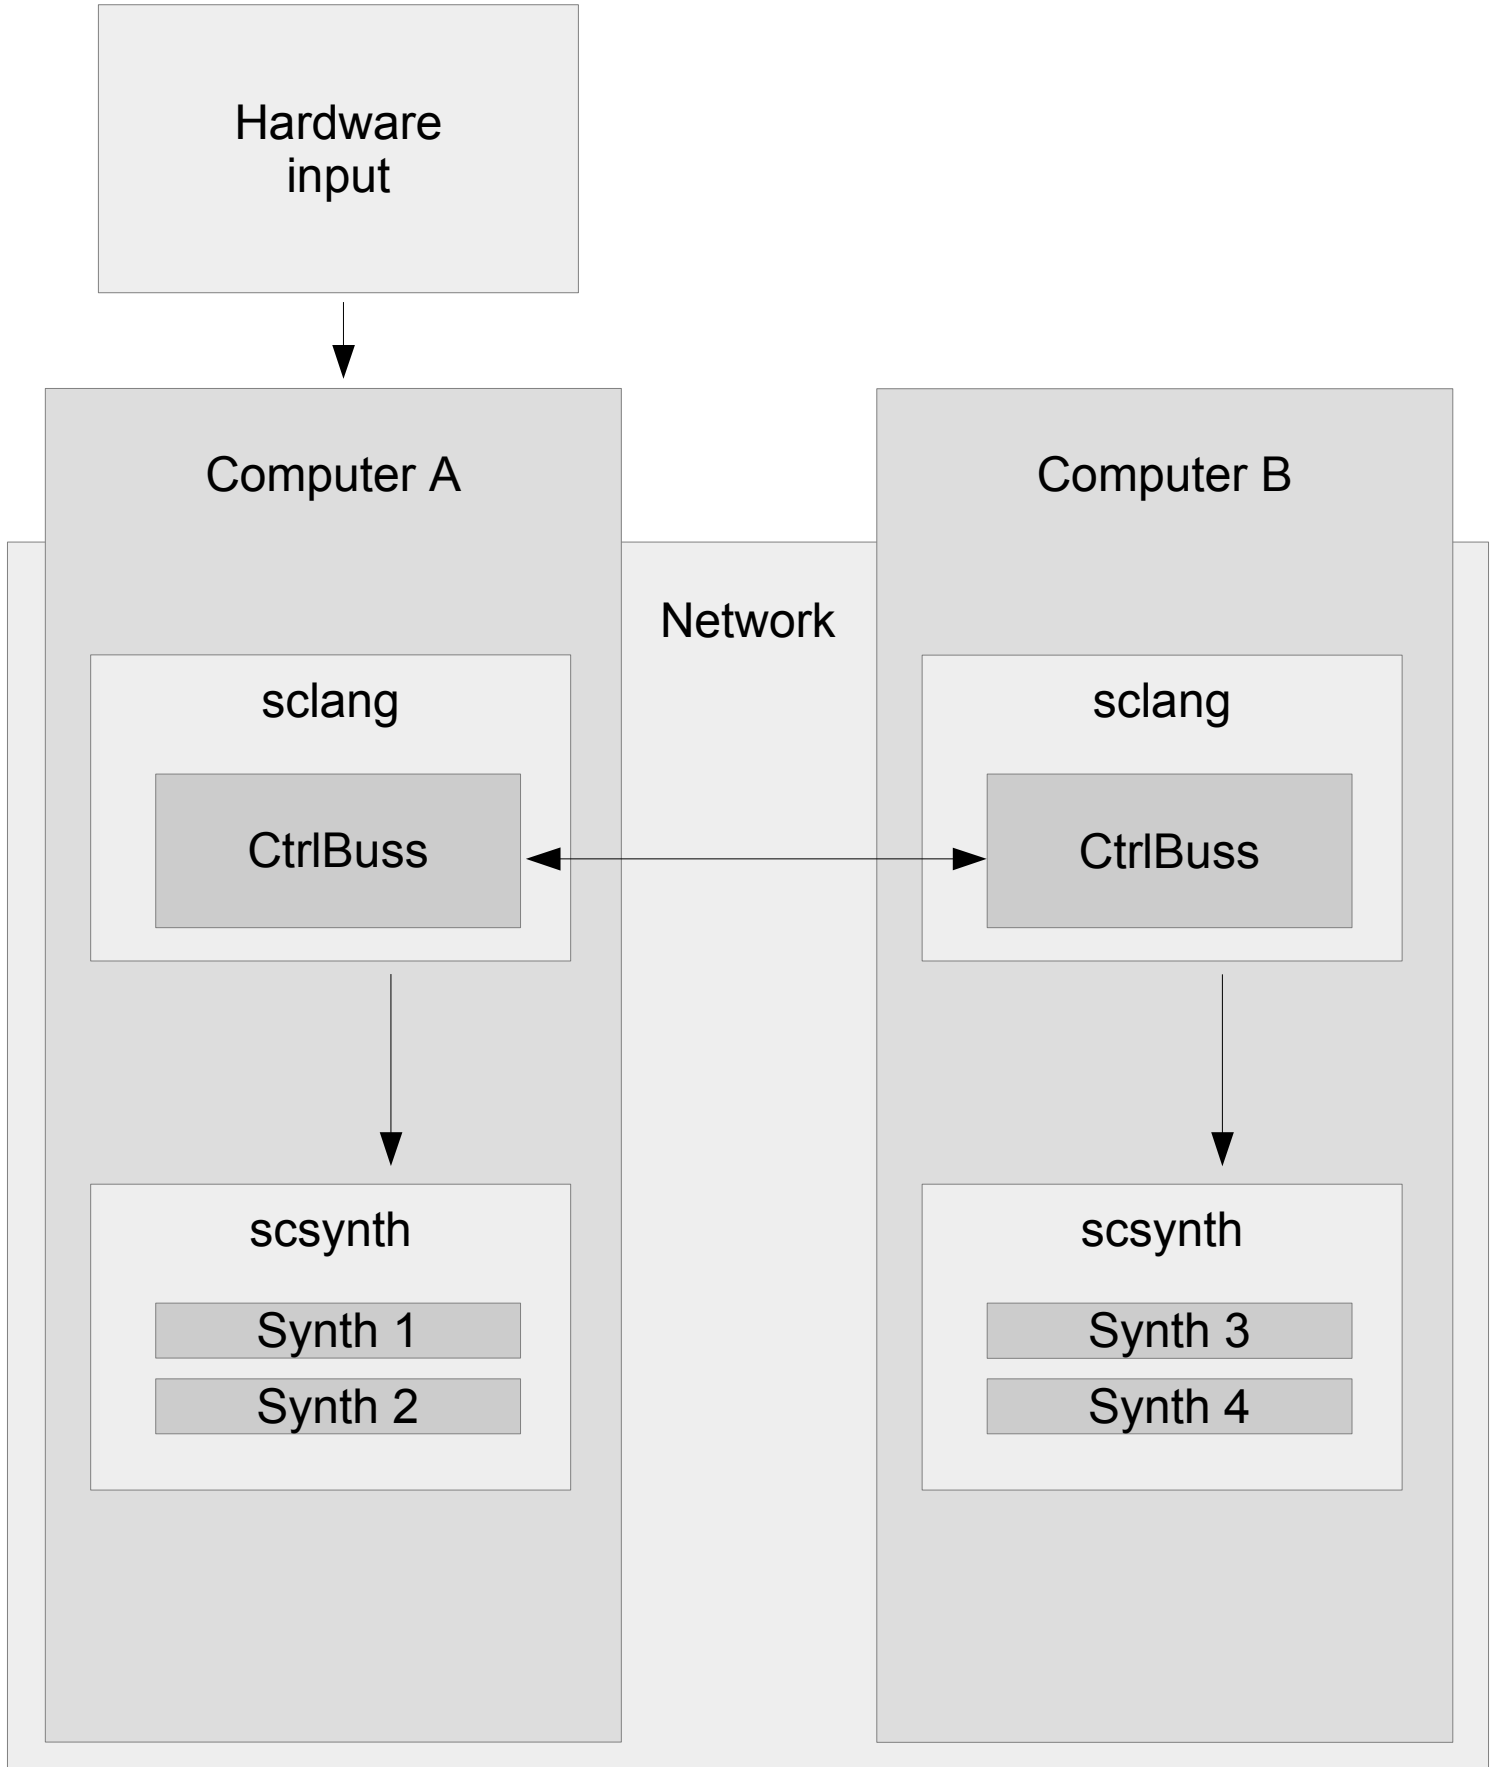 Hardware
input
Computer A
Computer B
Network
sclang
sclang
CtrlBuss
CtrlBuss
scsynth
scsynth
Synth 1
Synth 3
Synth 2
Synth 4